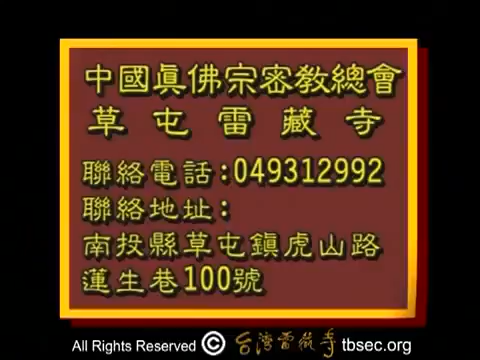 中國真佛宗密教總會
草屯雷藏寺
聯絡電話:049312992
聯絡地址:
南投縣草屯鎮虎山路
蓮生巷100號
All Rights Reserved © 台灣雷藏寺 tbsec.org